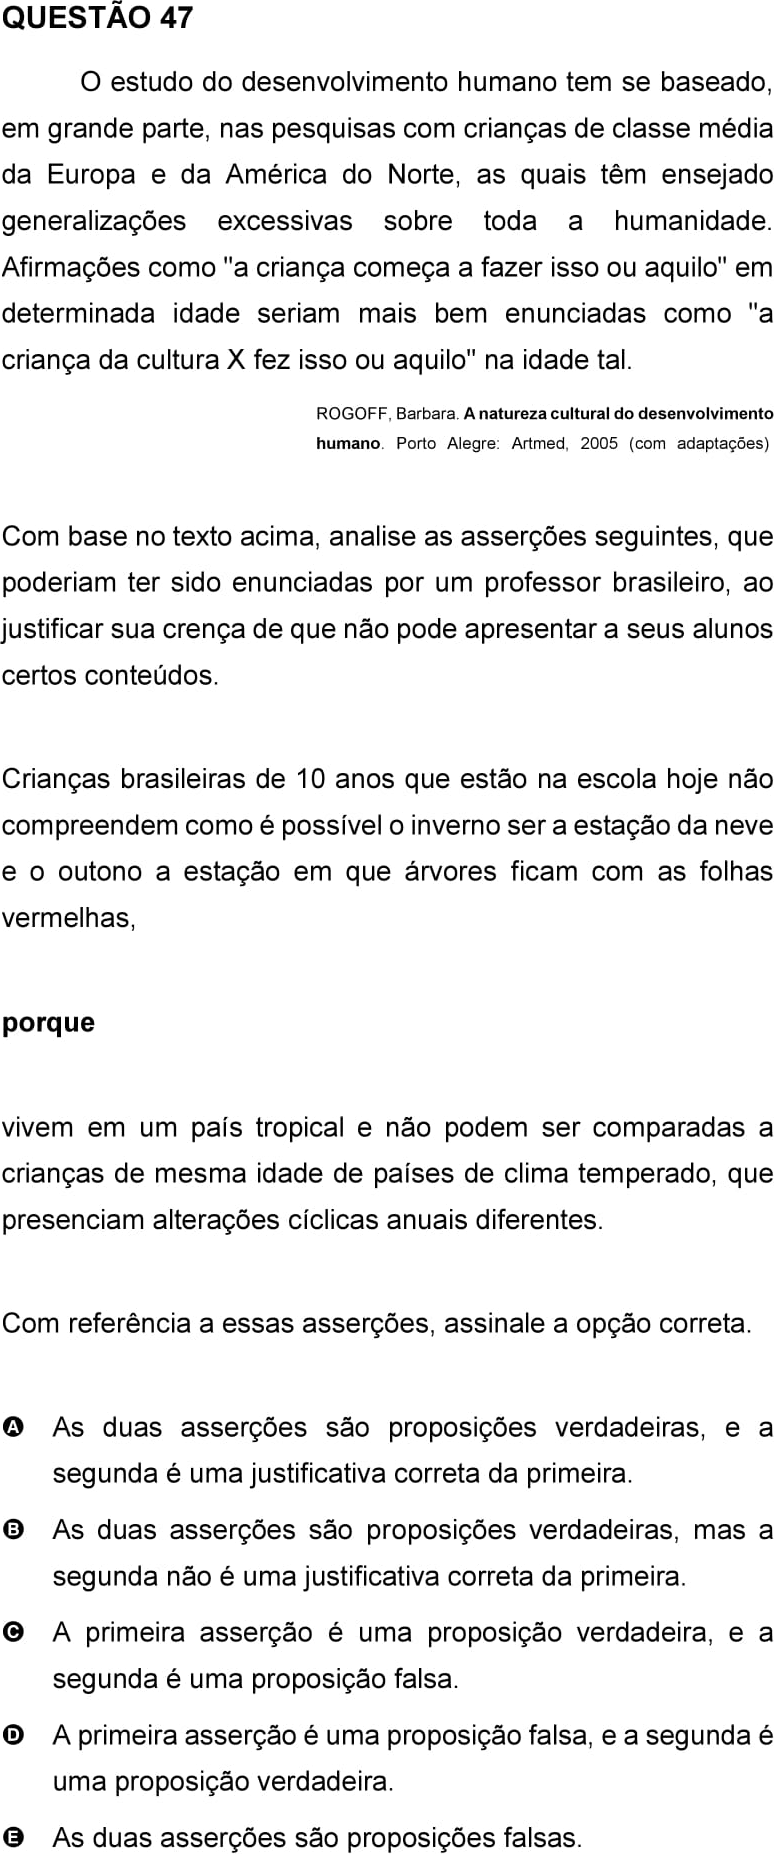 QUESTÃO 47
O estudo do desenvolvimento humano tem se baseado,
em grande parte, nas pesquisas com crianças de classe média
da Europa e da América do Norte, as quais têm ensejado
generalizações excessivas sobre toda a humanidade.
Afirmações como "a criança começa a fazer isso ou aquilo" em
determinada idade seriam mais bem enunciadas como "a
criança da cultura X fez isso ou aquilo" na idade tal.
ROGOFF, Barbara. A natureza cultural do desenvolvimento
humano. Porto Alegre: Artmed, 2005 (com adaptações)
Com base no texto acima, analise as asserções seguintes, que
poderiam ter sido enunciadas por um professor brasileiro, ao
justificar sua crença de que não pode apresentar a seus alunos
certos conteúdos.
Crianças brasileiras de 10 anos que estão na escola hoje não
compreendem como é possível o inverno ser a estação da neve
e o outono a estação em que árvores ficam com as folhas
vermelhas,
porque
vivem em um país tropical e não podem ser comparadas a
crianças de mesma idade de países de clima temperado, que
presenciam alterações cíclicas anuais diferentes.
Com referência a essas asserções, assinale a opção correta.
A As duas asserções são proposições verdadeiras, e a
segunda é uma justificativa correta da primeira.
B As duas asserções são proposições verdadeiras, mas a
segunda não é uma justificativa correta da primeira.
C A primeira asserção é uma proposição verdadeira, e a
segunda é uma proposição falsa.
D A primeira asserção é uma proposição falsa, e a segunda é
uma proposição verdadeira.
E As duas asserções são proposições falsas.